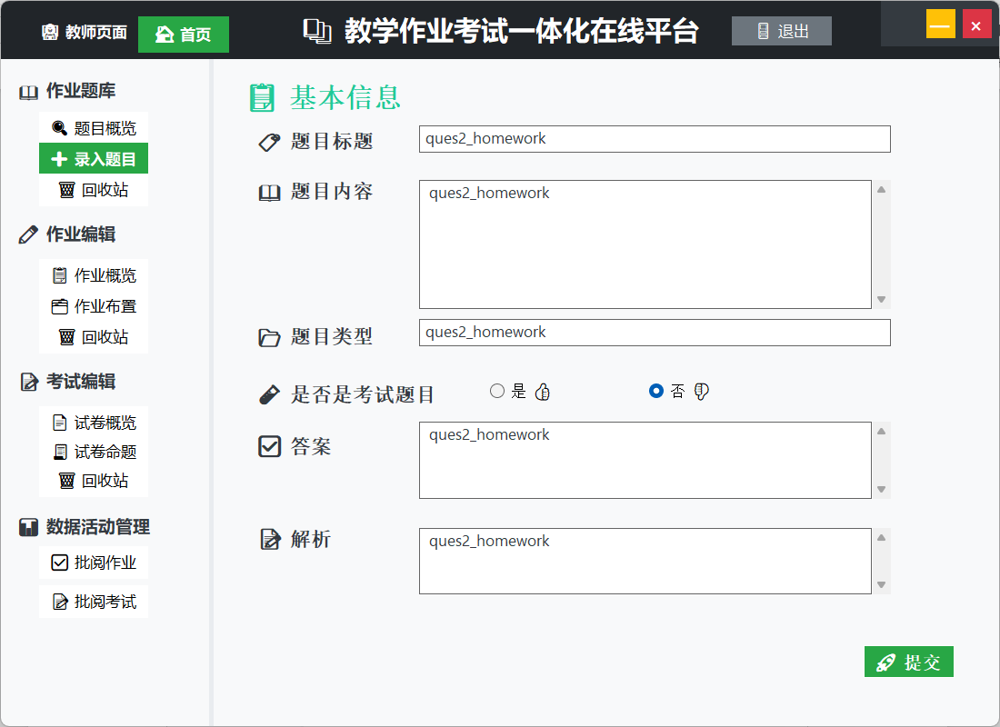 教师页面
首页
教学作业考试一体化在线平台
退出
作业题库
题目概览
录入题目
回收站
作业编辑
作业概览
作业布置
回收站
考试编辑
试卷概览
试卷命题
回收站
数据活动管理
批阅作业
批阅考试
基本信息
题目标题
ques2_homework
题目内容
ques2_homework
题目类型
ques2_homework
是否是考试题目
是
否
答案
ques2_homework
解析
ques2_homework
提交